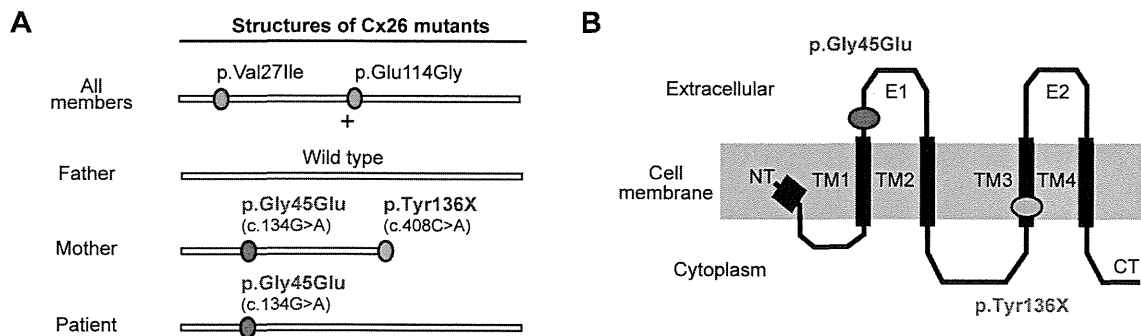 A
Structures of Cx26 mutants
All
members
p.Val27Ile
p.Glu114Gly
+
Father
Wild type
Mother
p.Gly45Glu
(c.134G>A)
p.Tyr136X
(c.408C>A)
Patient
p.Gly45Glu
(c.134G>A)
B
p.Gly45Glu
Extracellular
E1
E2
Cell
membrane
NT
TM1
TM2
TM3
TM4
Cytoplasm
CT
p.Tyr136X